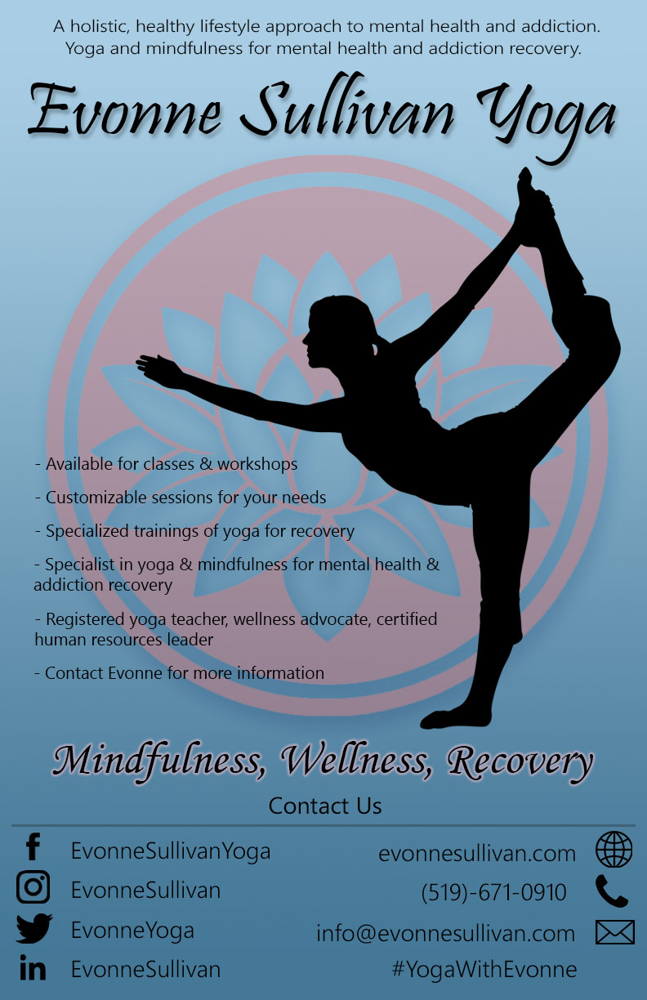 A holistic, healthy lifestyle approach to mental health and addiction.
Yoga and mindfulness for mental health and addiction recovery.
Evonne Sullivan Yoga
- Available for classes & workshops
- Customizable sessions for your needs
- Specialized trainings of yoga for recovery
- Specialist in yoga & mindfulness for mental health &
addiction recovery
- Registered yoga teacher, wellness advocate, certified
human resources leader
- Contact Evonne for more information
Mindfulness, Wellness, Recovery
Contact Us
EvonneSullivanYoga
EvonneSullivan
EvonneYoga
EvonneSullivan
evonnesullivan.com
(519)-671-0910
info@evonnesullivan.com
#YogaWithEvonne